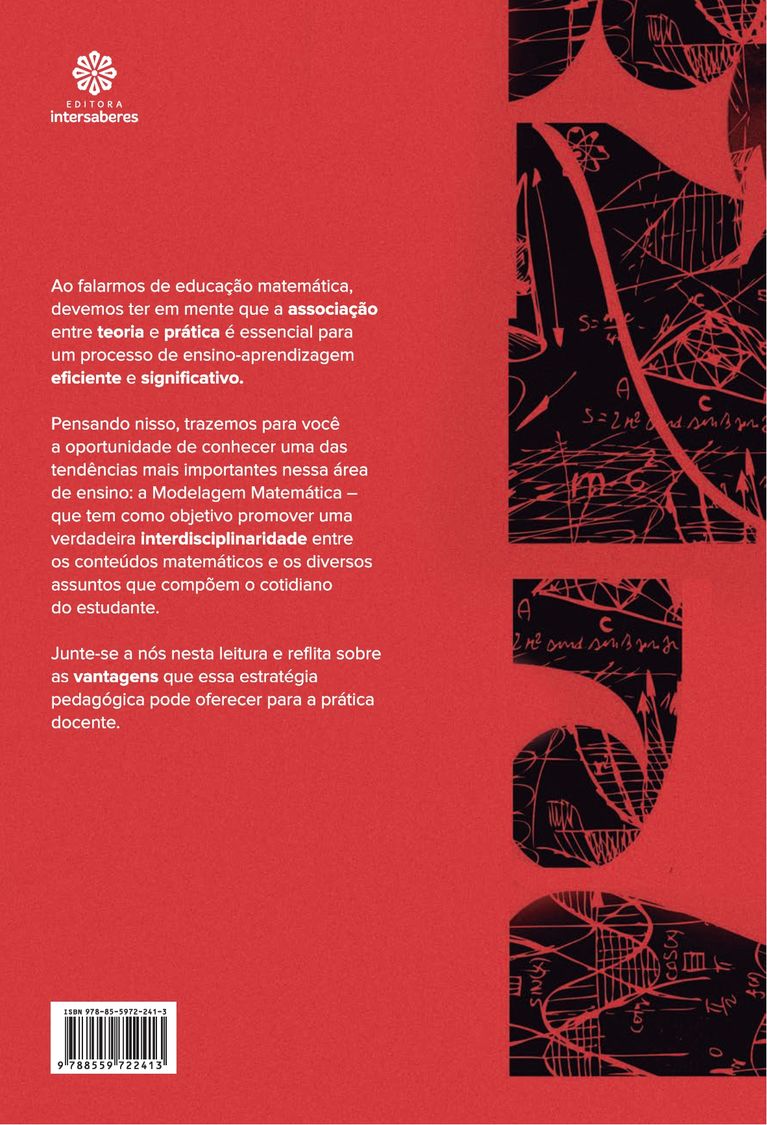 EDITORA
intersaberes
Ao falarmos de educação matemática,
devemos ter em mente que a associação
entre teoria e prática é essencial para
um processo de ensino-aprendizagem
eficiente e significativo.
Pensando nisso, trazemos para você
a oportunidade de conhecer uma das
tendências mais importantes nessa área
de ensino: a Modelagem Matemática –
que tem como objetivo promover uma
verdadeira interdisciplinaridade entre
os conteúdos matemáticos e os diversos
assuntos que compõem o cotidiano
do estudante.
Junte-se a nós nesta leitura e reflita sobre
as vantagens que essa estratégia
pedagógica pode oferecer para a prática
docente.
A
C
A
C
sin(x)
cos(x)
ISBN 978-85-5972-241-3
9 788559 722413